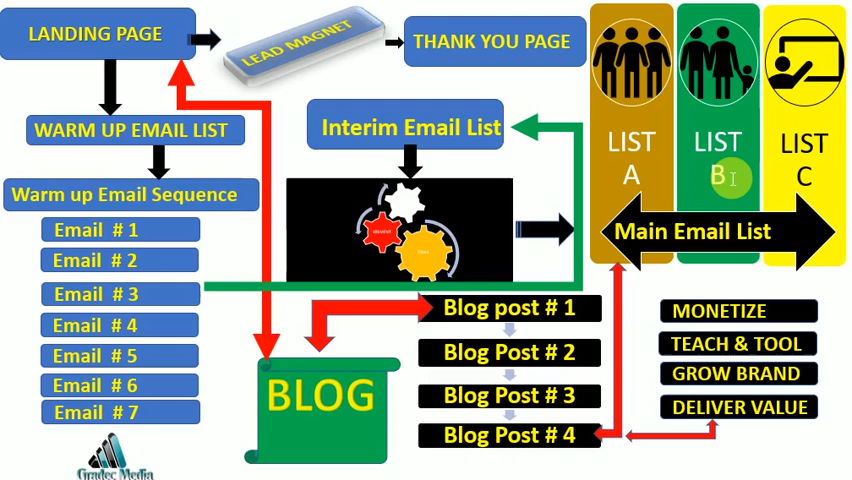 LANDING PAGE
LEAD MAGNET
THANK YOU PAGE
WARM UP EMAIL LIST
Interim Email List
Warm up Email Sequence
Email # 1
Email # 2
Email # 3
Email # 4
Email # 5
Email # 6
Email # 7
LIST
A
LIST
B
LIST
C
Main Email List
Blog post # 1
Blog Post # 2
Blog Post # 3
Blog Post # 4
BLOG
MONETIZE
TEACH & TOOL
GROW BRAND
DELIVER VALUE
Gradec Media